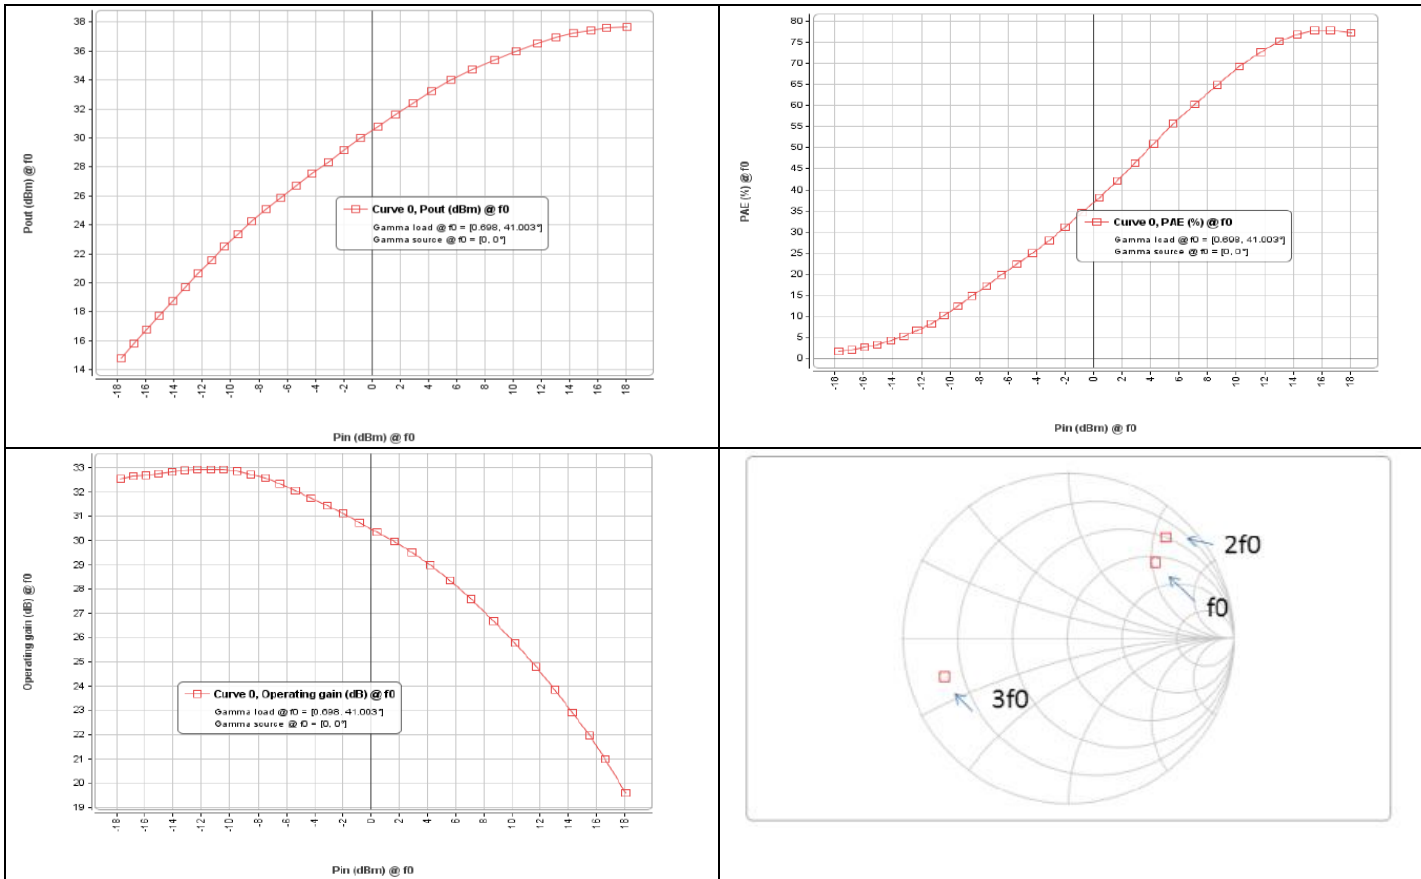 38
36
34
32
30
28
26
24
22
20
18
16
14
Pout (dBm) @ f0
Curve 0, Pout (dBm) @ f0
Gamma load @ f0 = [0.698, 41.003°]
Gamma source @ f0 = [0, 0°]
-18 -16 -14 -12 -10 -8 -6 -4 -2 0 2 4 6 8 10 12 14 16 18
Pin (dBm) @ f0
80
75
70
65
60
55
50
45
40
35
30
25
20
15
10
5
0
PAE (%) @ f0
Curve 0, PAE (%) @ f0
Gamma load @ f0 = [0.698, 41.003°]
Gamma source @ f0 = [0, 0°]
-18 -16 -14 -12 -10 -8 -6 -4 -2 0 2 4 6 8 10 12 14 16 18
Pin (dBm) @ f0
33
32
31
30
29
28
27
26
25
24
23
22
21
20
19
Operating gain (dB) @ f0
Curve 0, Operating gain (dB) @ f0
Gamma load @ f0 = [0.698, 41.003°]
Gamma source @ f0 = [0, 0°]
-18 -16 -14 -12 -10 -8 -6 -4 -2 0 2 4 6 8 10 12 14 16 18
Pin (dBm) @ f0
2f0
f0
3f0